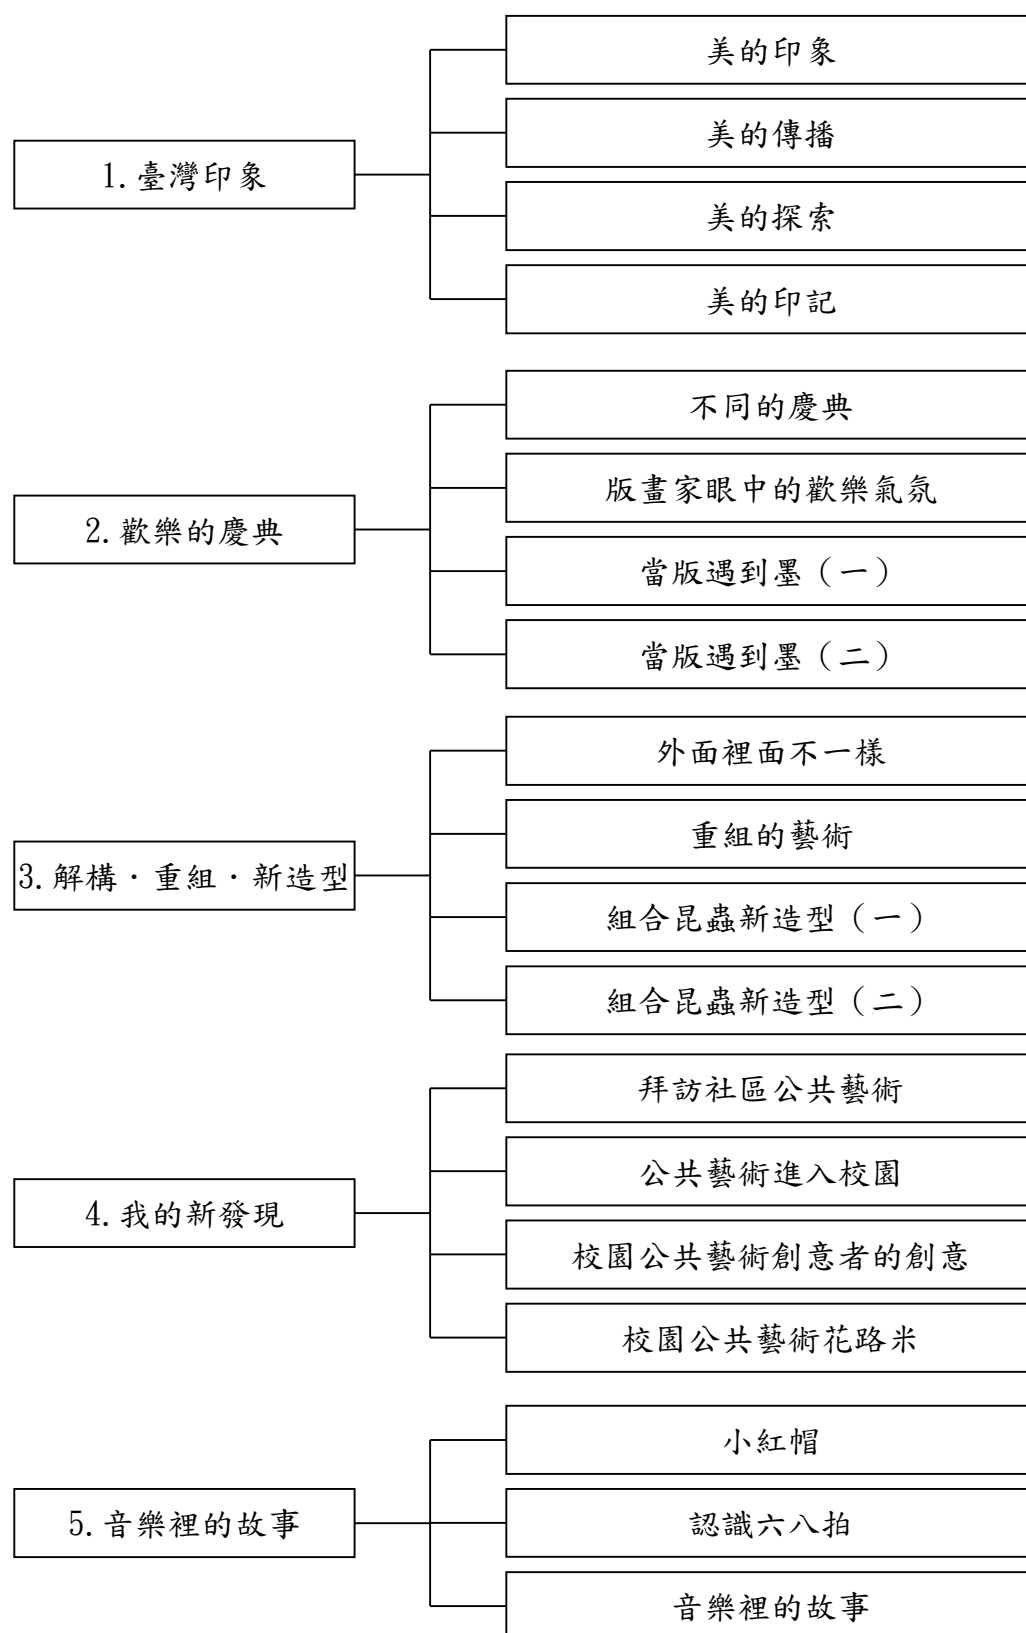 1.臺灣印象
美的印象
美的傳播
美的探索
美的印記
2.歡樂的慶典
不同的慶典
版畫家眼中的歡樂氣氛
當版遇到墨（一）
當版遇到墨（二）
3.解構．重組．新造型
外面裡面不一樣
重組的藝術
組合昆蟲新造型（一）
組合昆蟲新造型（二）
4.我的新發現
拜訪社區公共藝術
公共藝術進入校園
校園公共藝術創意者的創意
校園公共藝術花路米
5.音樂裡的故事
小紅帽
認識六八拍
音樂裡的故事